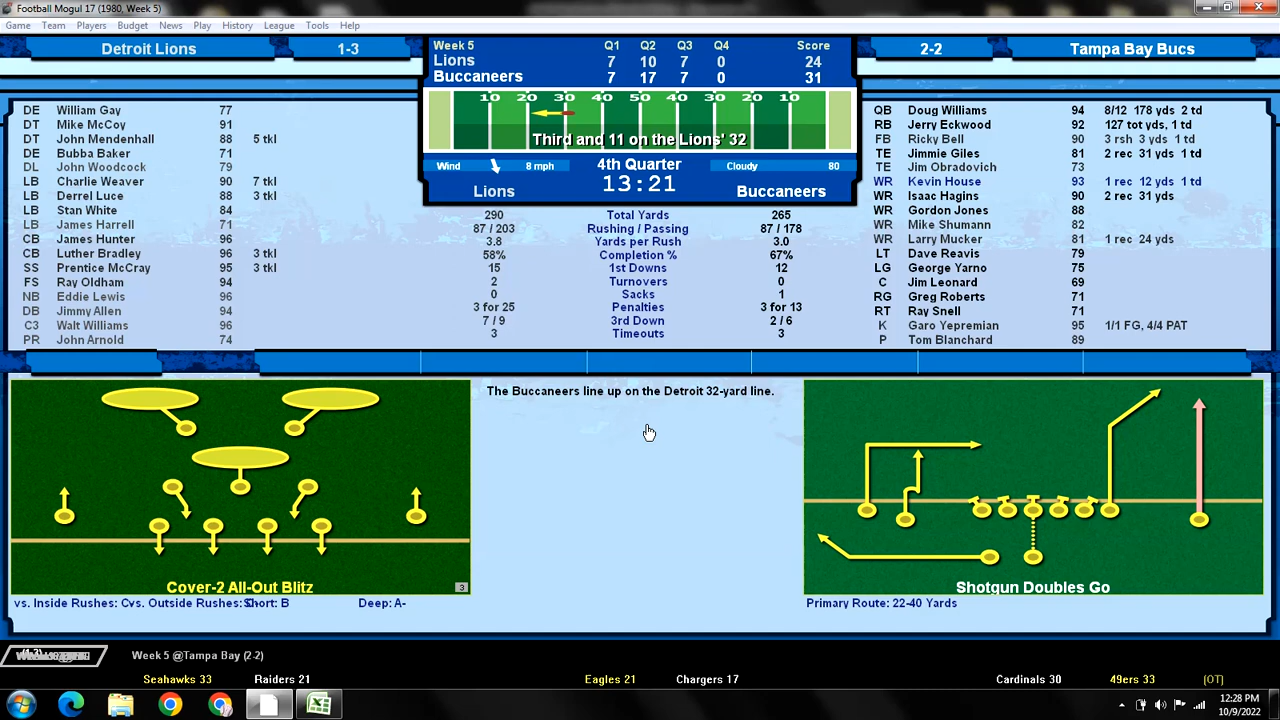 Football Mogul 17 (1980, Week 5)
Game Team Players Budget News Play History League Tools Help
Detroit Lions 1-3
Week 5 Q1 Q2 Q3 Q4 Score
Lions 7 10 7 0 24
Buccaneers 7 17 7 0 31
2-2 Tampa Bay Bucs
10 20 30 40 50 40 30 20 10
Third and 11 on the Lions' 32
Wind 8 mph 4th Quarter Cloudy 80
13:21
Lions Buccaneers
DE William Gay 77
DT Mike McCoy 91
DT John Mendenhall 88 5 tkl
DE Bubba Baker 71
DL John Woodcock 79
LB Charlie Weaver 90 7 tkl
LB Derrel Luce 88 3 tkl
LB Stan White 84
LB James Harrell 71
CB James Hunter 96
CB Luther Bradley 96 3 tkl
SS Prentice McCray 95 3 tkl
FS Ray Oldham 94
NB Eddie Lewis 96
DB Jimmy Allen 94
C3 Walt Williams 96
PR John Arnold 74
290 Total Yards 265
87 / 203 Rushing / Passing 87 / 178
3.8 Yards per Rush 3.0
58% Completion % 67%
15 1st Downs 12
2 Turnovers 0
0 Sacks 1
3 for 25 Penalties 3 for 13
7 / 9 3rd Down 2 / 6
3 Timeouts 3
QB Doug Williams 94 8/12 178 yds 2 td
RB Jerry Eckwood 92 127 tot yds, 1 td
FB Ricky Bell 90 3 rsh 3 yds 1 td
TE Jimmie Giles 81 2 rec 31 yds 1 td
TE Jim Obradovich 73
WR Kevin House 93 1 rec 12 yds 1 td
WR Isaac Hagins 90 2 rec 31 yds
WR Gordon Jones 88
WR Mike Shumann 82
WR Larry Mucker 81 1 rec 24 yds
LT Dave Reavis 79
LG George Yarno 75
C Jim Leonard 69
RG Greg Roberts 71
RT Ray Snell 71
K Garo Yepremian 95 1/1 FG, 4/4 PAT
P Tom Blanchard 89
The Buccaneers line up on the Detroit 32-yard line.
Cover-2 All-Out Blitz
3
vs. Inside Rushes: vs. Outside Rushes: Short: B Deep: A-
Shotgun Doubles Go
Primary Route: 22-40 Yards
Week 5 @Tampa Bay (2-2)
Seahawks 33 Raiders 21 Eagles 21 Chargers 17 Cardinals 30 49ers 33 (OT)
12:28 PM
10/9/2022